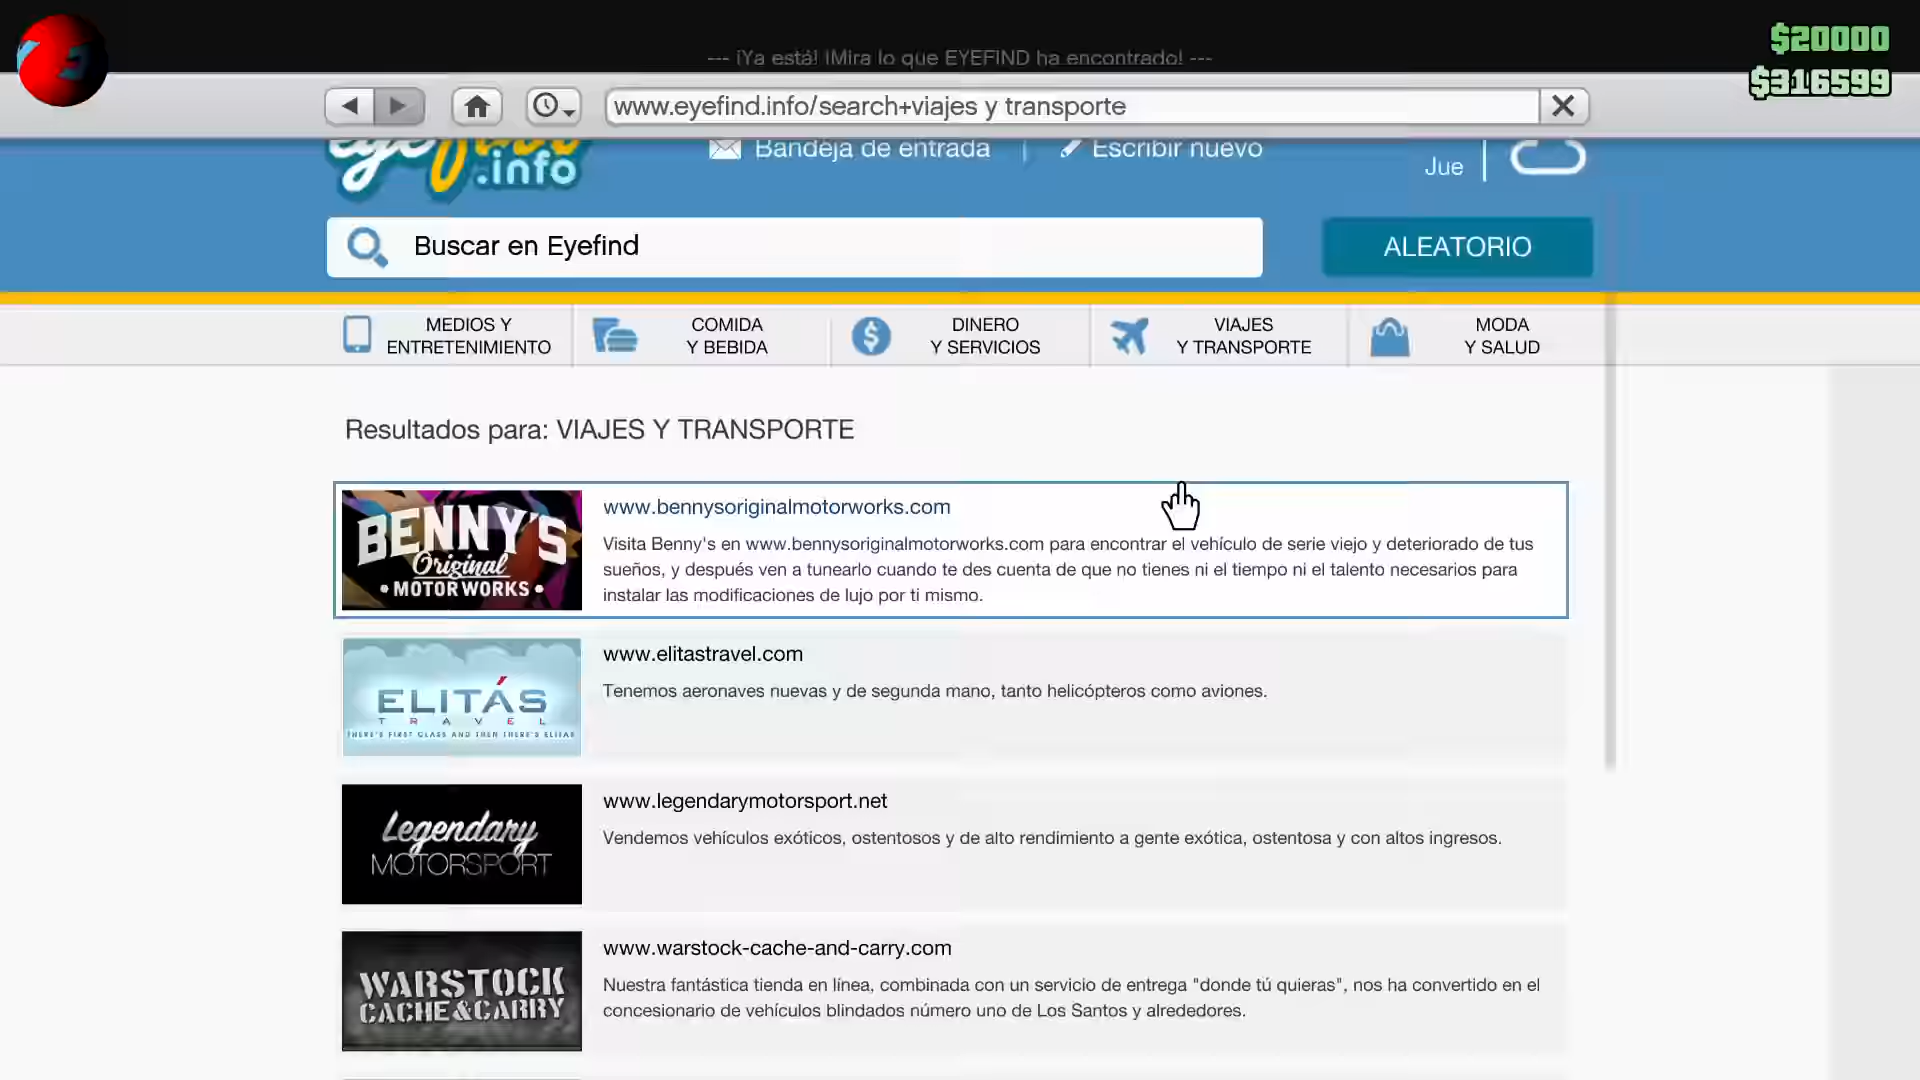 $20000
--- ¡Ya está! ¡Mira lo que EYEFIND ha encontrado! ---
$316599
www.eyefind.info/search+viajes y transporte
eyefind
.info
Bandeja de entrada
Escribir nuevo
Jue
Buscar en Eyefind
ALEATORIO
MEDIOS Y
ENTRETENIMIENTO
COMIDA
Y BEBIDA
DINERO
Y SERVICIOS
VIAJES
Y TRANSPORTE
MODA
Y SALUD
Resultados para: VIAJES Y TRANSPORTE
BENNY'S
Original
• MOTOR WORKS •
www.bennysoriginalmotorworks.com
Visita Benny's en www.bennysoriginalmotorworks.com para encontrar el vehículo de serie viejo y deteriorado de tus
sueños, y después ven a tunearlo cuando te des cuenta de que no tienes ni el tiempo ni el talento necesarios para
instalar las modificaciones de lujo por ti mismo.
ELITÁS
TRAVEL
THERE'S FIRST CLASS AND THEN THERE'S ELITAS
www.elitastravel.com
Tenemos aeronaves nuevas y de segunda mano, tanto helicópteros como aviones.
Legendary
MOTORSPORT
www.legendarymotorsport.net
Vendemos vehículos exóticos, ostentosos y de alto rendimiento a gente exótica, ostentosa y con altos ingresos.
WARSTOCK
CACHE&CARRY
www.warstock-cache-and-carry.com
Nuestra fantástica tienda en línea, combinada con un servicio de entrega "donde tú quieras", nos ha convertido en el
concesionario de vehículos blindados número uno de Los Santos y alrededores.